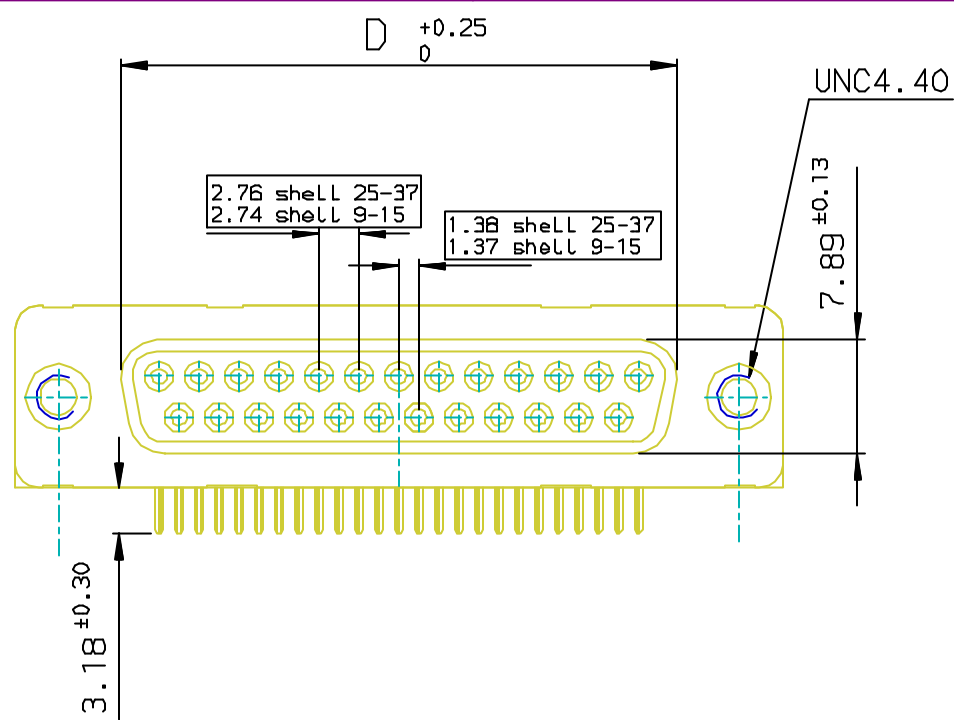 D +0.25
0
UNC4.40
2.76 shell 25-37
2.74 shell 9-15
1.38 shell 25-37
1.37 shell 9-15
7.89 ±0.13
3.18 ±0.30